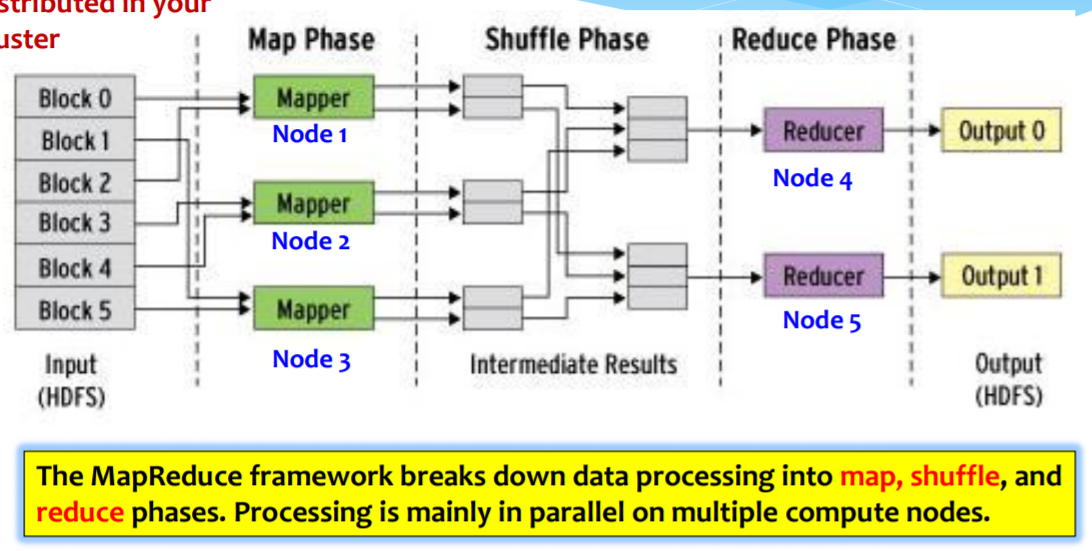 stributed in your
uster
Map Phase
Shuffle Phase
Reduce Phase
Block 0
Block 1
Block 2
Block 3
Block 4
Block 5
Input
(HDFS)
Mapper
Node 1
Mapper
Node 2
Mapper
Node 3
Intermediate Results
Reducer
Node 4
Reducer
Node 5
Output 0
Output 1
Output
(HDFS)
The MapReduce framework breaks down data processing into map, shuffle, and
reduce phases. Processing is mainly in parallel on multiple compute nodes.